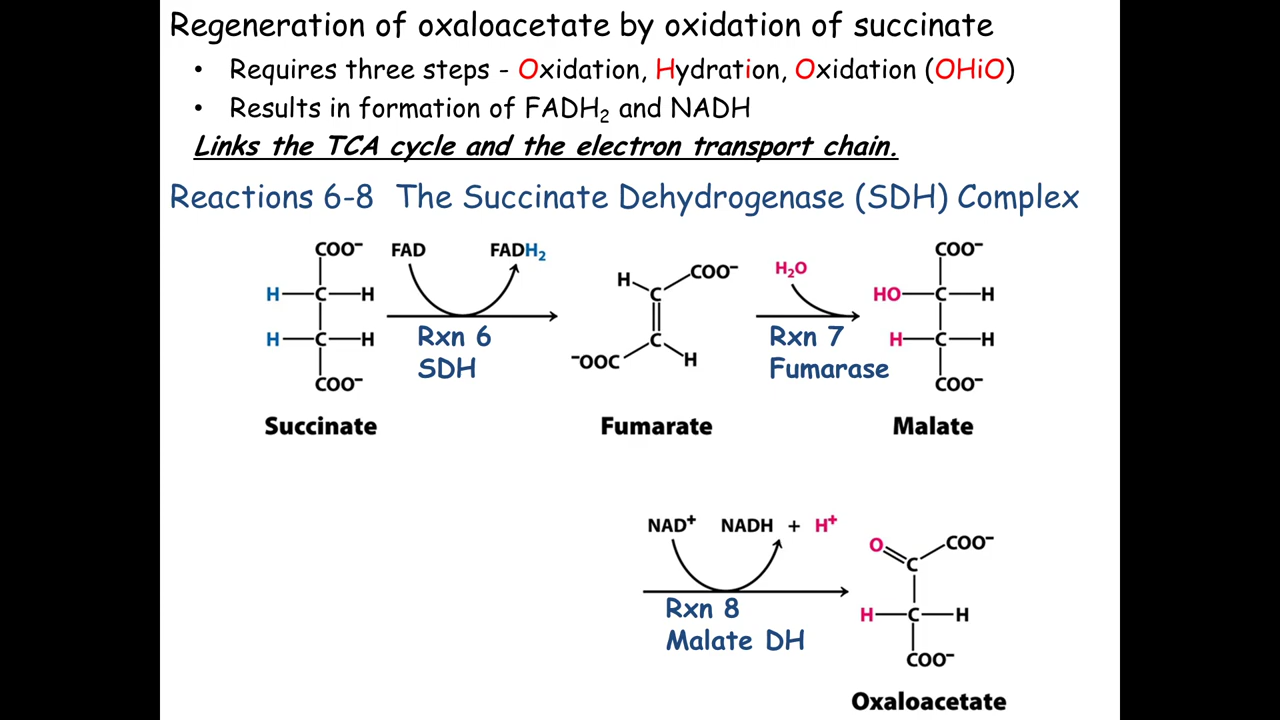 Regeneration of oxaloacetate by oxidation of succinate
• Requires three steps - Oxidation, Hydration, Oxidation (OHiO)
• Results in formation of FADH₂ and NADH
Links the TCA cycle and the electron transport chain.
Reactions 6-8 The Succinate Dehydrogenase (SDH) Complex
COO⁻
H—C—H
H—C—H
COO⁻
Succinate
FAD FADH₂
Rxn 6
SDH
H COO⁻
C
C
⁻OOC H
Fumarate
H₂O
Rxn 7
Fumarase
COO⁻
HO—C—H
H—C—H
COO⁻
Malate
NAD⁺ NADH + H⁺
Rxn 8
Malate DH
O COO⁻
C
H—C—H
COO⁻
Oxaloacetate